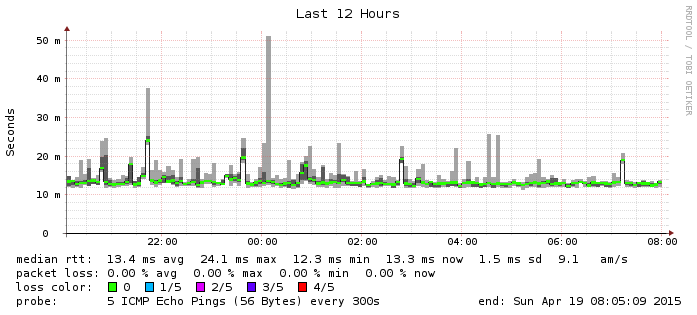 Last 12 Hours
RRDTOOL / TOBI OETIKER
Seconds
50 m
40 m
30 m
20 m
10 m
0
22:00 00:00 02:00 04:00 06:00 08:00
median rtt: 13.4 ms avg 24.1 ms max 12.3 ms min 13.3 ms now 1.5 ms sd 9.1 am/s
packet loss: 0.00 % avg 0.00 % max 0.00 % min 0.00 % now
loss color: 0 1/5 2/5 3/5 4/5
probe: 5 ICMP Echo Pings (56 Bytes) every 300s end: Sun Apr 19 08:05:09 2015